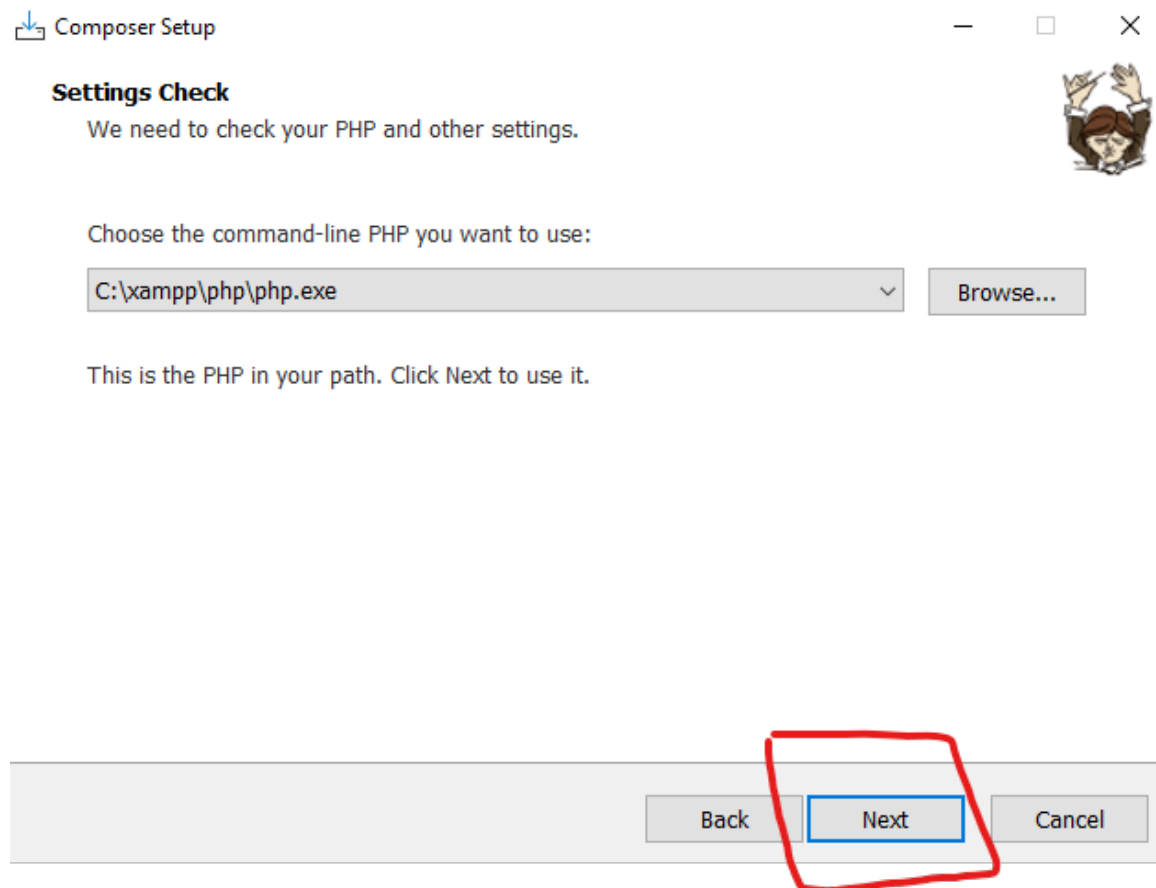 Composer Setup
Settings Check
We need to check your PHP and other settings.
Choose the command-line PHP you want to use:
C:\xampp\php\php.exe
Browse...
This is the PHP in your path. Click Next to use it.
Back
Next
Cancel